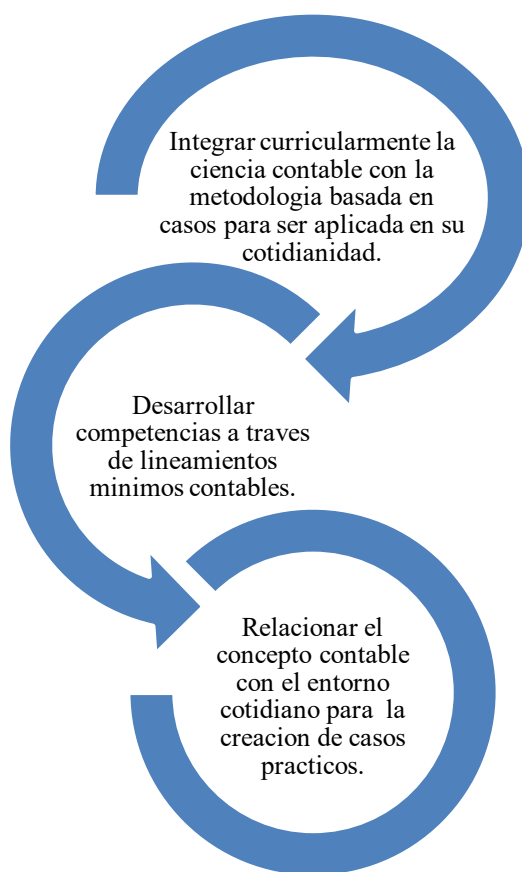 Integrar curricularmente la
ciencia contable con la
metodologia basada en
casos para ser aplicada en su
cotidianidad.
Desarrollar
competencias a traves
de lineamientos
minimos contables.
Relacionar el
concepto contable
con el entorno
cotidiano para la
creacion de casos
practicos.